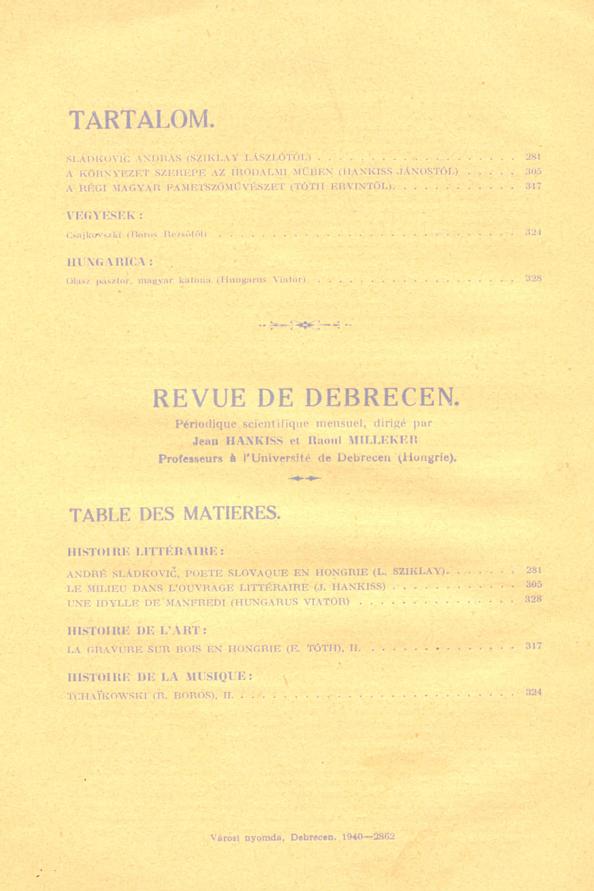 TARTALOM.
SLÁDKOVIČ ANDRÁS (SZIKLAY LÁSZLÓTÓL) . . . . . . . . . . . . . . . . . . 281
A KÖRNYEZET SZEREPE AZ IRODALMI MŰBEN (HANKISS JÁNOSTÓL) . . . . . 305
A RÉGI MAGYAR FAMETSZŐMŰVÉSZET (TÓTH ERVINTŐL). . . . . . . . . . . 317
VEGYESEK:
Csajkovszki (Boros Rezsőtől) . . . . . . . . . . . . . . . . . . . . . . . . 324
HUNGARICA:
Olasz pásztor, magyar katona (Hungarus Viator) . . . . . . . . . . . . . . . . . 328
REVUE DE DEBRECEN.
Périodique scientifique mensuel, dirigé par
Jean HANKISS et Raoul MILLEKER
Professeurs à l'Université de Debrecen (Hongrie).
TABLE DES MATIERES.
HISTOIRE LITTÉRAIRE:
ANDRÉ SLÁDKOVIČ, POETE SLOVAQUE EN HONGRIE (L. SZIKLAY). . . . . . . 281
LE MILIEU DANS L'OUVRAGE LITTÉRAIRE (J. HANKISS) . . . . . . . . . . . . 305
UNE IDYLLE DE MANFREDI (HUNGARUS VIATOR) . . . . . . . . . . . . . . 328
HISTOIRE DE L'ART:
LA GRAVURE SUR BOIS EN HONGRIE (E. TÓTH), II. . . . . . . . . . . . . . . 317
HISTOIRE DE LA MUSIQUE:
TCHAÏKOWSKI (R. BOROS), II. . . . . . . . . . . . . . . . . . . . . . . . . . 324
Városi nyomda, Debrecen. 1940—2862